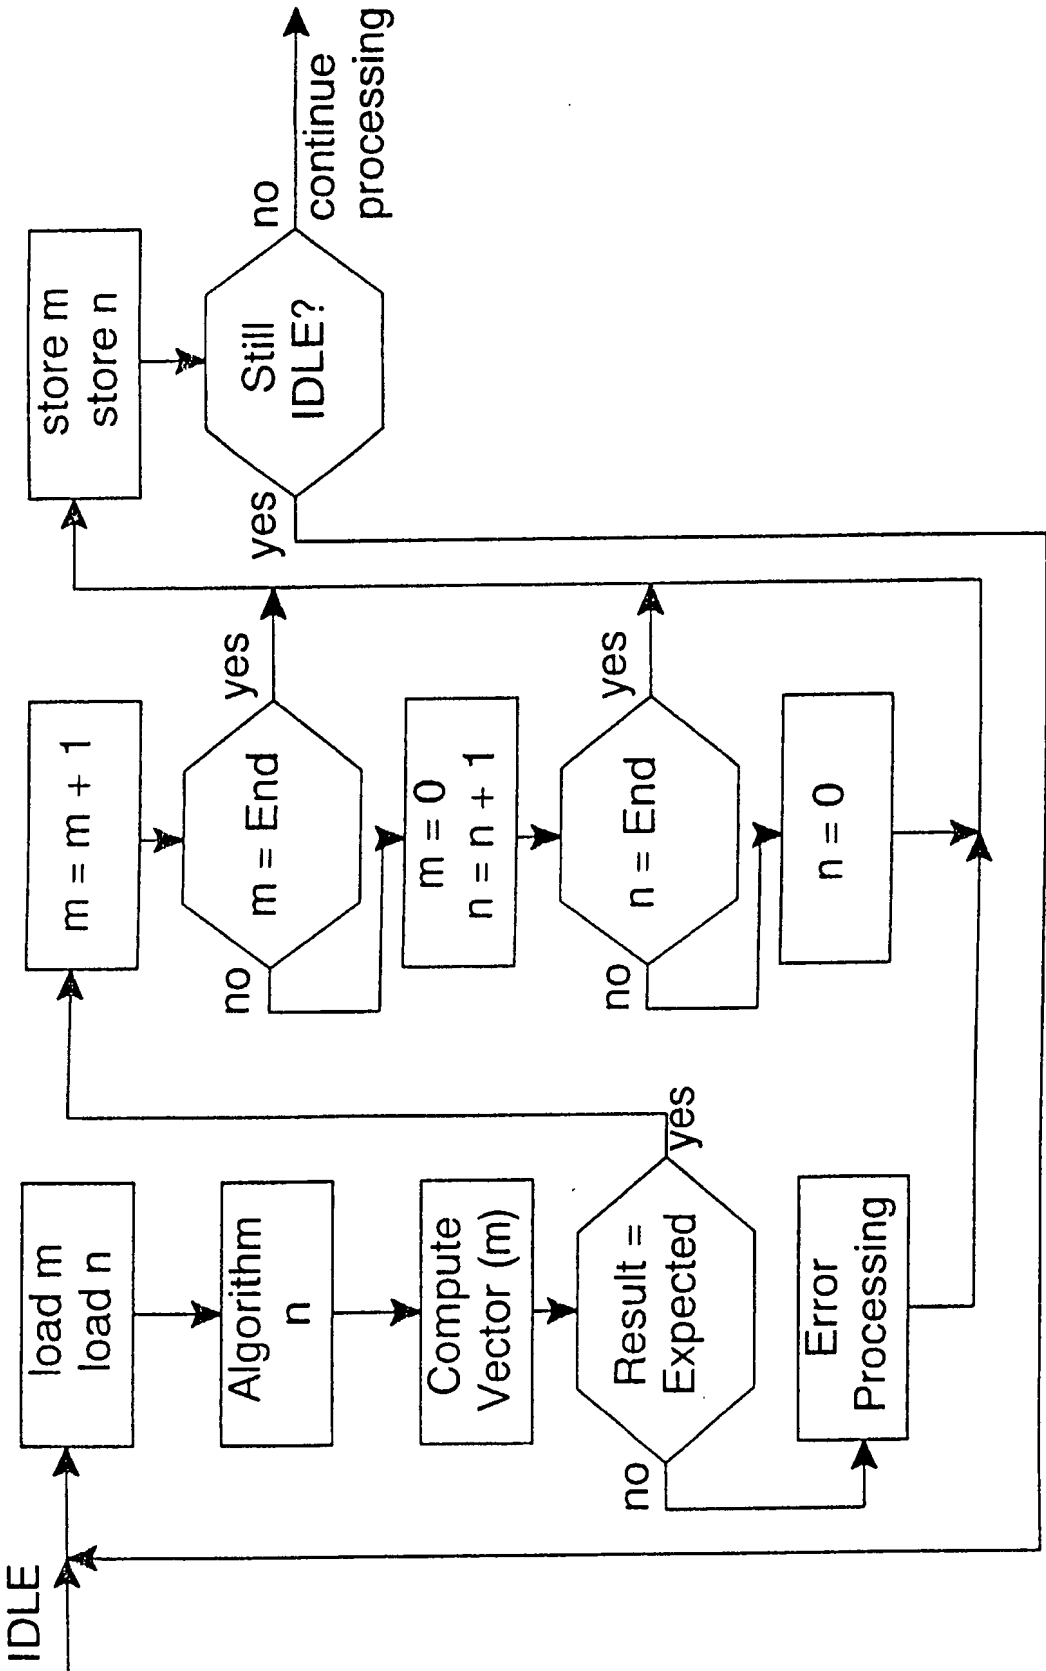 IDLE
load m
load n
Algorithm
n
Compute
Vector (m)
Result =
Expected
no
yes
Error
Processing
m = m + 1
m = End
yes
no
m = 0
n = n + 1
n = End
yes
no
n = 0
store m
store n
Still
IDLE?
yes
no
continue
processing